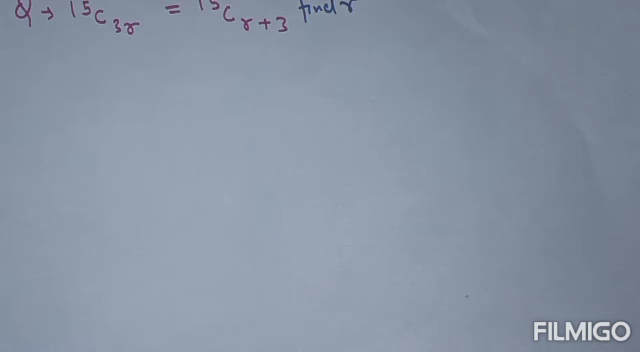 Q → 15C3r = 15Cr+3 find r
FILMIGO